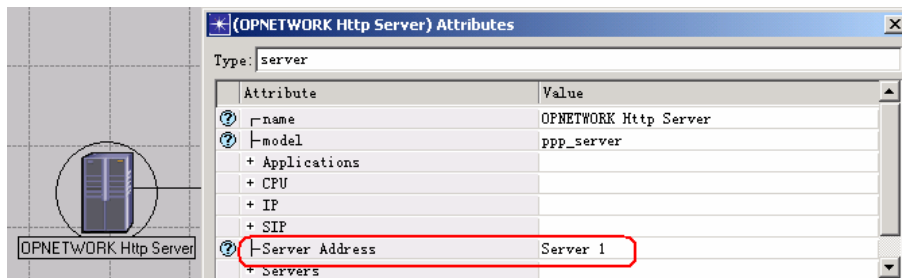 (OPNETWORK Http Server) Attributes
Type: server
Attribute Value
name OPNETWORK Http Server
model ppp_server
+ Applications
+ CPU
+ IP
+ SIP
Server Address Server 1
+ Servers
OPNETWORK Http Server